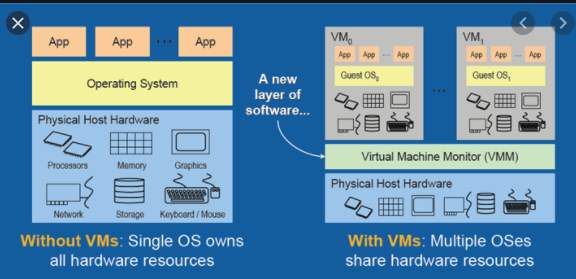 App App ... App
Operating System
Physical Host Hardware
Processors Memory Graphics
Network Storage Keyboard / Mouse
Without VMs: Single OS owns
all hardware resources
A new
layer of
software...
VM0
App App ... App
Guest OS0
...
VM1
App App ... App
Guest OS1
Virtual Machine Monitor (VMM)
Physical Host Hardware
With VMs: Multiple OSes
share hardware resources